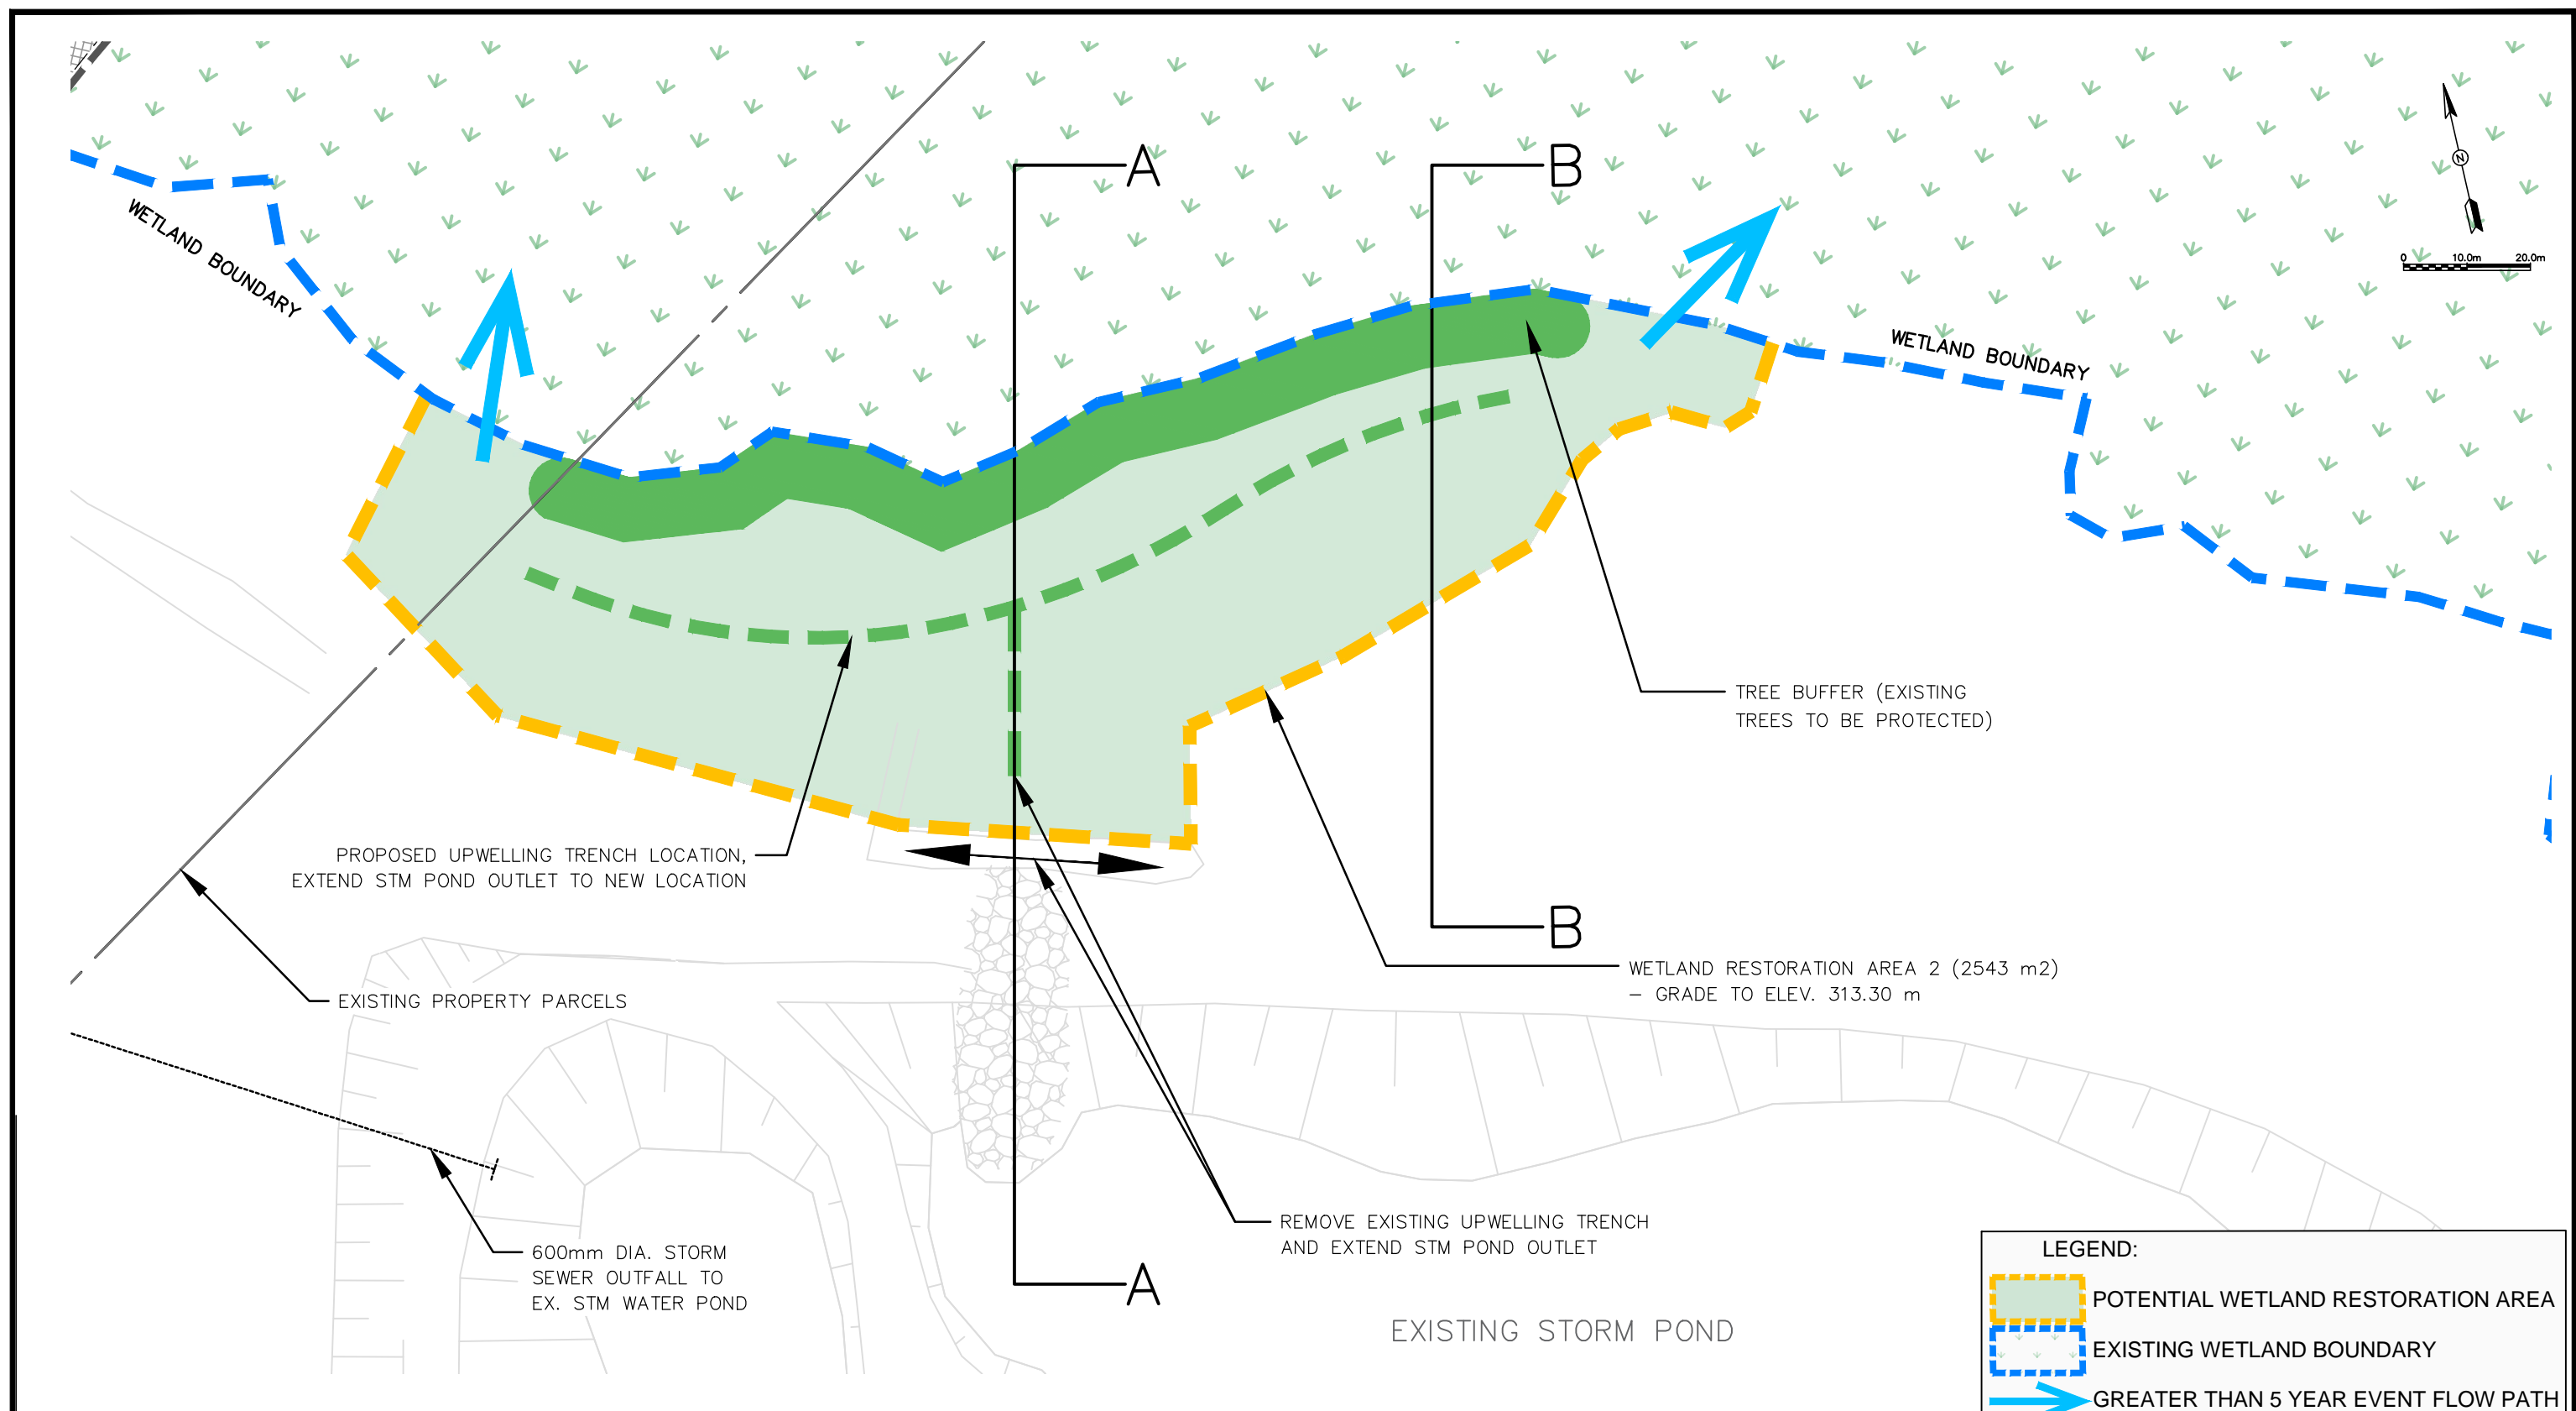 A
B
N
0 10.0m 20.0m
WETLAND BOUNDARY
WETLAND BOUNDARY
TREE BUFFER (EXISTING
TREES TO BE PROTECTED)
PROPOSED UPWELLING TRENCH LOCATION,
EXTEND STM POND OUTLET TO NEW LOCATION
B
WETLAND RESTORATION AREA 2 (2543 m2)
– GRADE TO ELEV. 313.30 m
EXISTING PROPERTY PARCELS
REMOVE EXISTING UPWELLING TRENCH
AND EXTEND STM POND OUTLET
600mm DIA. STORM
SEWER OUTFALL TO
EX. STM WATER POND
A
EXISTING STORM POND
LEGEND:
POTENTIAL WETLAND RESTORATION AREA
EXISTING WETLAND BOUNDARY
GREATER THAN 5 YEAR EVENT FLOW PATH